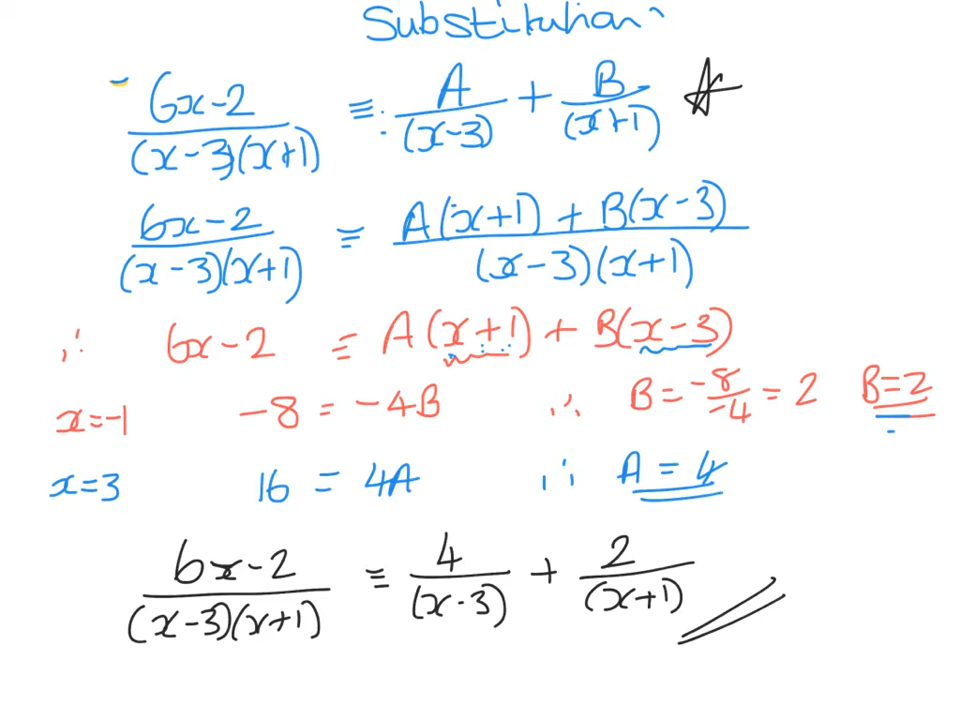 Substitution
(6x-2)/((x-3)(x+1)) ≡ A/(x-3) + B/(x+1)
(6x-2)/((x-3)(x+1)) ≡ (A(x+1) + B(x-3))/((x-3)(x+1))
∴ 6x-2 ≡ A(x+1) + B(x-3)
x=-1 -8 = -4B ∴ B = -8/-4 = 2 B=2
x=3 16 = 4A ∴ A = 4
(6x-2)/((x-3)(x+1)) ≡ 4/(x-3) + 2/(x+1)